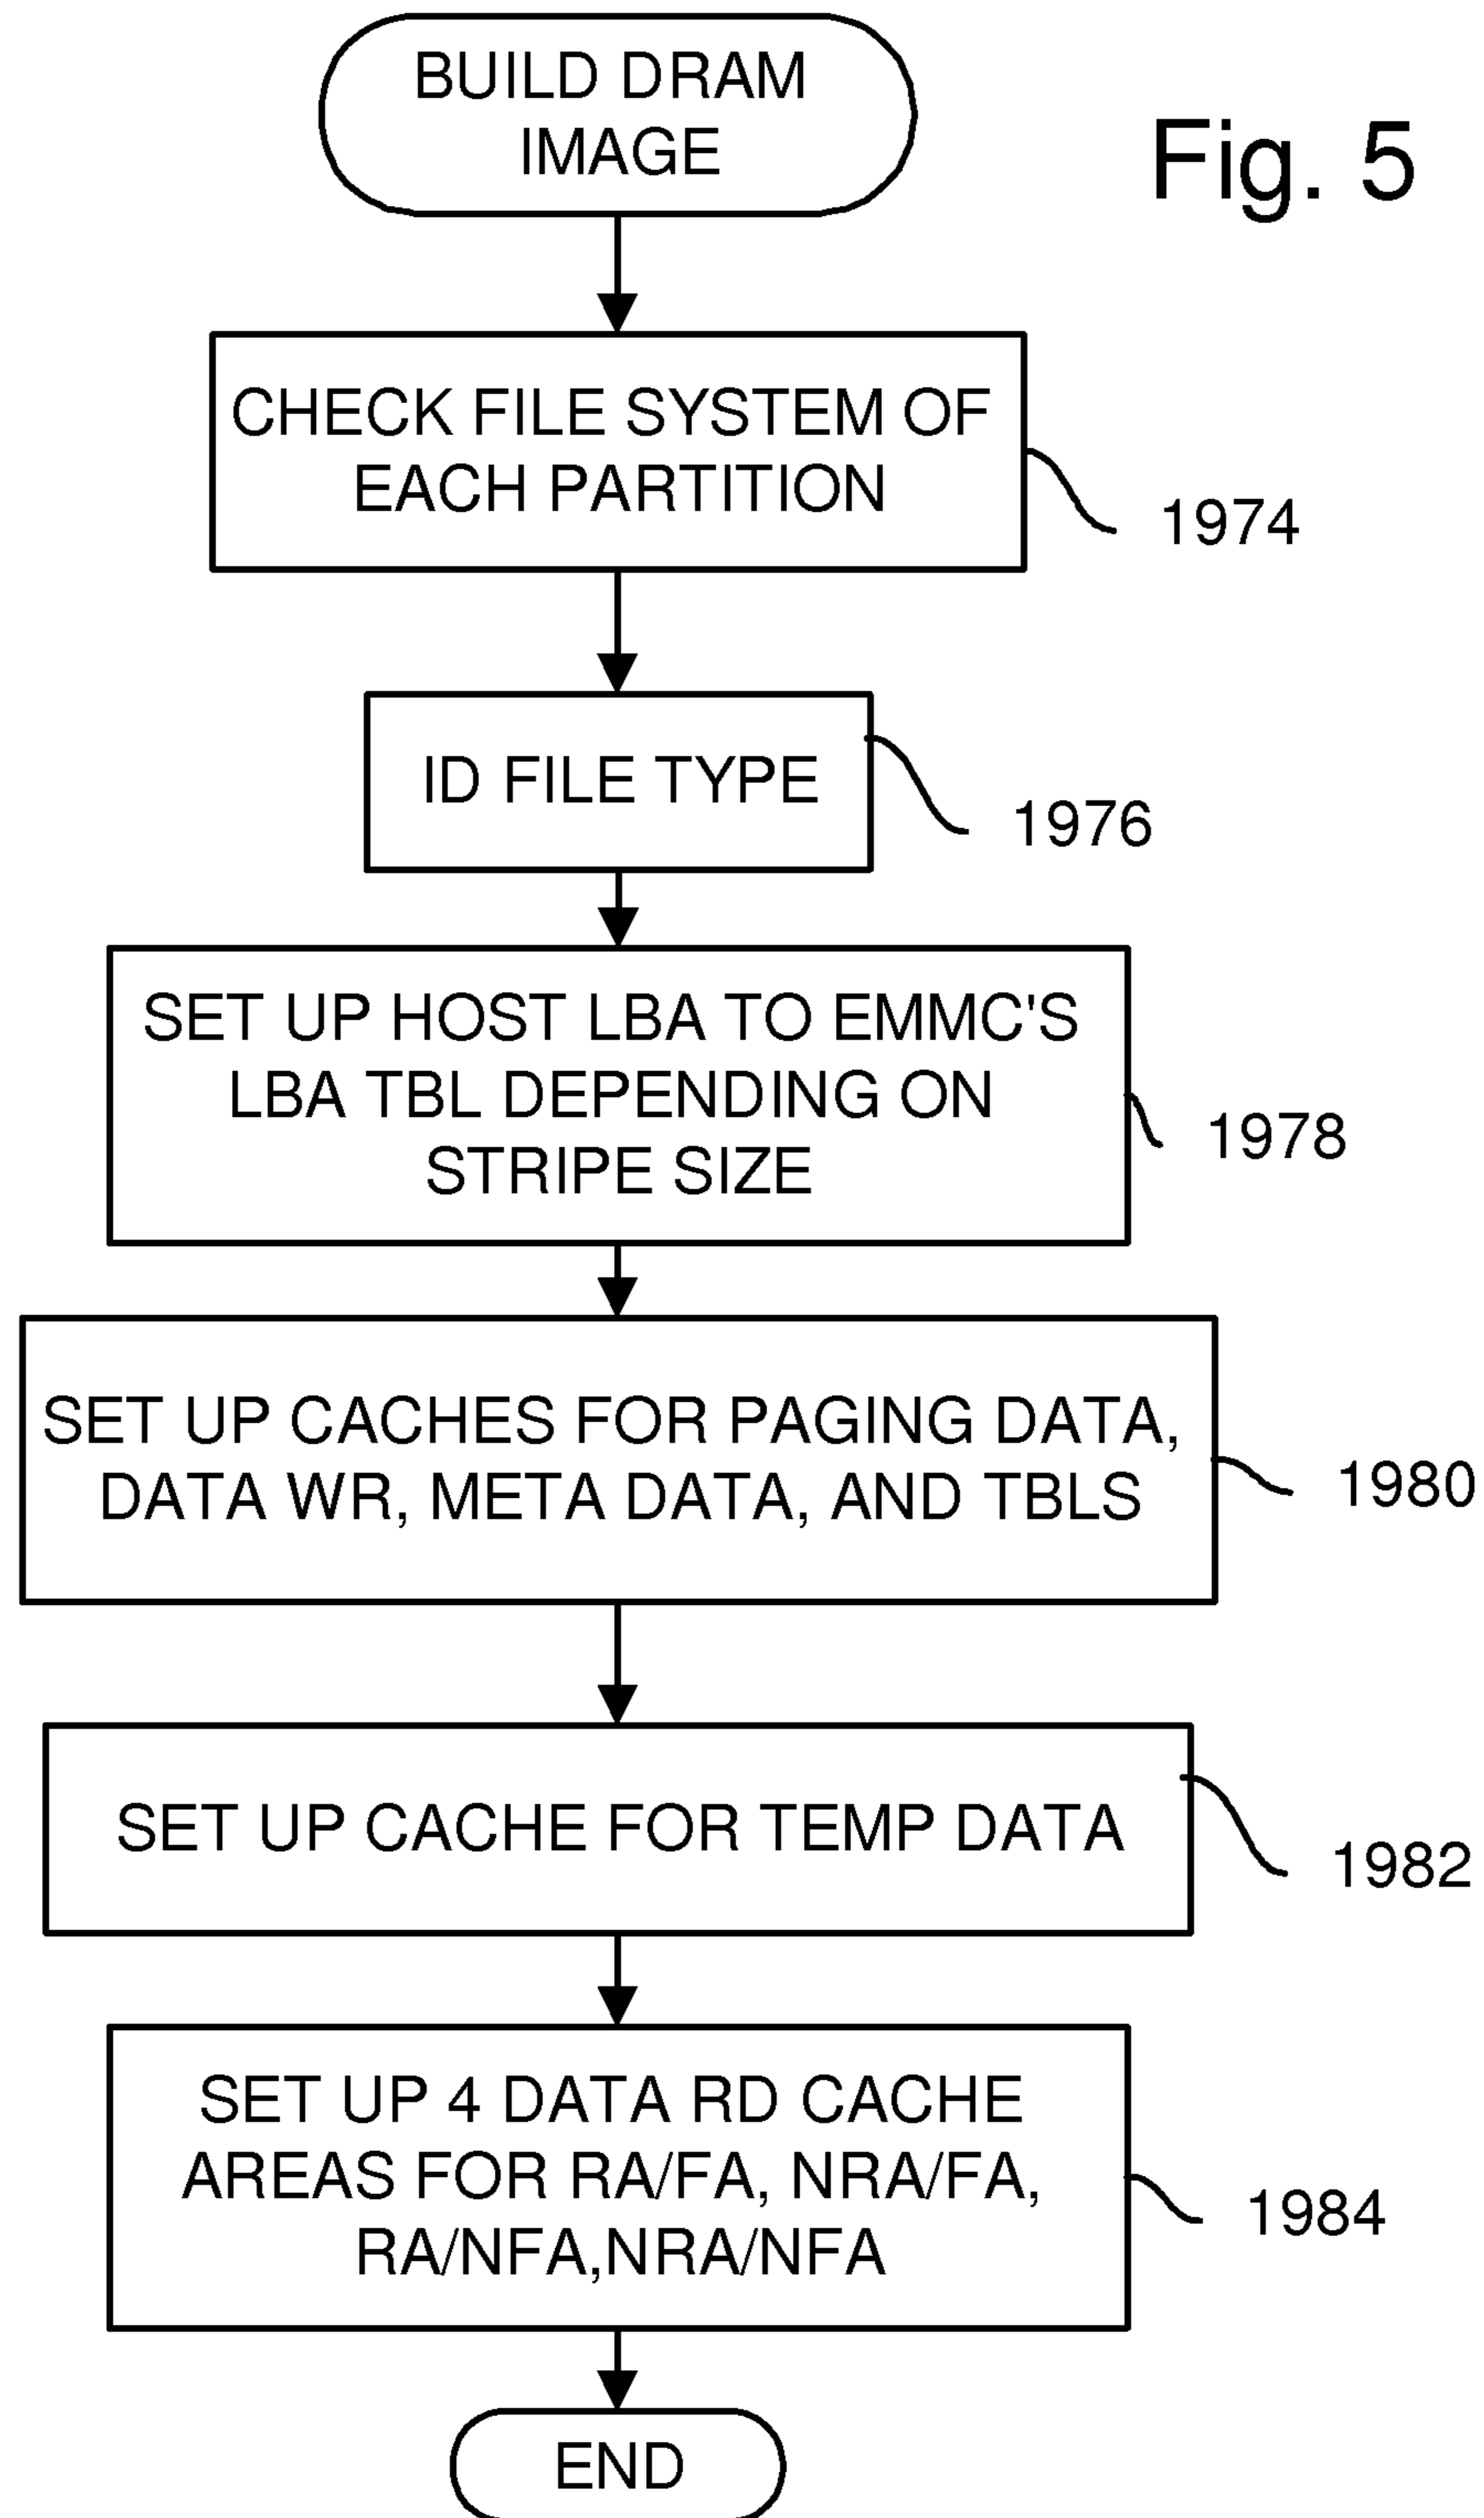 BUILD DRAM
IMAGE
Fig. 5
CHECK FILE SYSTEM OF
EACH PARTITION
1974
ID FILE TYPE
1976
SET UP HOST LBA TO EMMC'S
LBA TBL DEPENDING ON
STRIPE SIZE
1978
SET UP CACHES FOR PAGING DATA,
DATA WR, META DATA, AND TBLS
1980
SET UP CACHE FOR TEMP DATA
1982
SET UP 4 DATA RD CACHE
AREAS FOR RA/FA, NRA/FA,
RA/NFA,NRA/NFA
1984
END